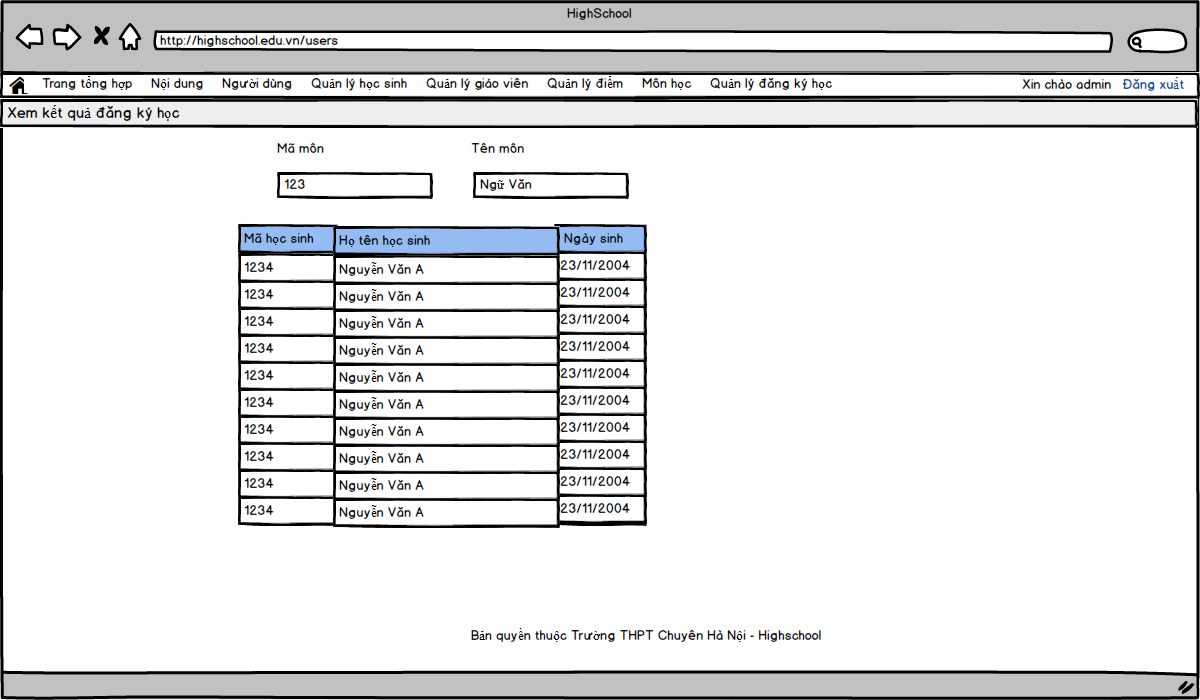 HighSchool
http://highschool.edu.vn/users
Trang tổng hợp Nội dung Người dùng Quản lý học sinh Quản lý giáo viên Quản lý điểm Môn học Quản lý đăng ký học Xin chào admin Đăng xuất
Xem kết quả đăng ký học
Mã môn Tên môn
123 Ngữ Văn
Mã học sinh Họ tên học sinh Ngày sinh
1234 Nguyễn Văn A 23/11/2004
1234 Nguyễn Văn A 23/11/2004
1234 Nguyễn Văn A 23/11/2004
1234 Nguyễn Văn A 23/11/2004
1234 Nguyễn Văn A 23/11/2004
1234 Nguyễn Văn A 23/11/2004
1234 Nguyễn Văn A 23/11/2004
1234 Nguyễn Văn A 23/11/2004
1234 Nguyễn Văn A 23/11/2004
1234 Nguyễn Văn A 23/11/2004
Bản quyền thuộc Trường THPT Chuyên Hà Nội - Highschool